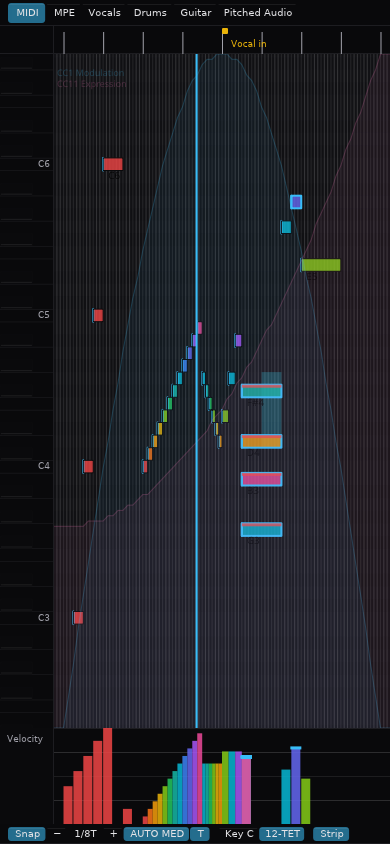 MIDI MPE Vocals Drums Guitar Pitched Audio
Vocal in
CC1 Modulation
CC11 Expression
C6
C5
C4
C3
Velocity
Snap − 1/8T + AUTO MED T Key C 12-TET Strip